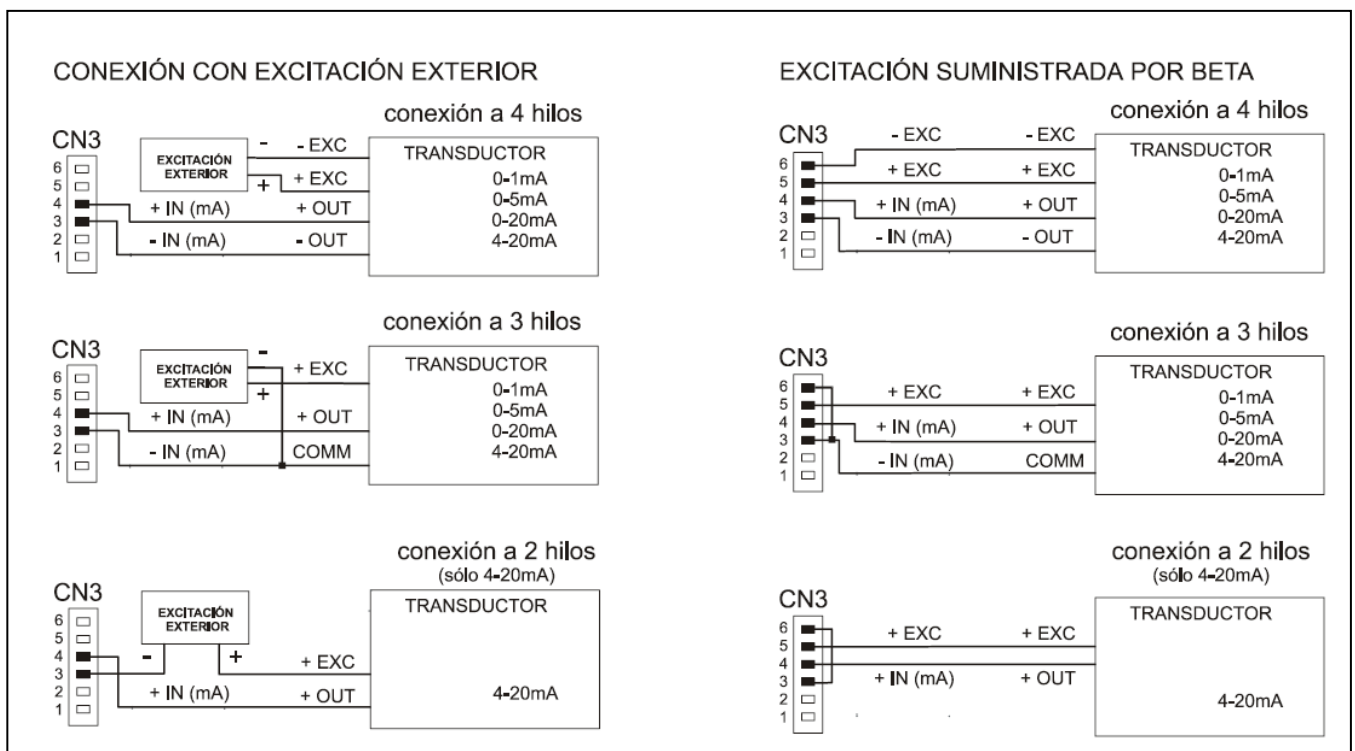 CONEXIÓN CON EXCITACIÓN EXTERIOR
conexión a 4 hilos
CN3
6
5
4
3
2
1
EXCITACIÓN
EXTERIOR
-
+
- EXC
+ EXC
+ IN (mA)
+ OUT
- IN (mA)
- OUT
TRANSDUCTOR
0-1mA
0-5mA
0-20mA
4-20mA
conexión a 3 hilos
CN3
6
5
4
3
2
1
EXCITACIÓN
EXTERIOR
-
+
+ EXC
+ IN (mA)
+ OUT
- IN (mA)
COMM
TRANSDUCTOR
0-1mA
0-5mA
0-20mA
4-20mA
conexión a 2 hilos
(sólo 4-20mA)
CN3
6
5
4
3
2
1
EXCITACIÓN
EXTERIOR
-
+
+ EXC
+ IN (mA)
+ OUT
TRANSDUCTOR
4-20mA
EXCITACIÓN SUMINISTRADA POR BETA
conexión a 4 hilos
CN3
6
5
4
3
2
1
- EXC
- EXC
+ EXC
+ EXC
+ IN (mA)
+ OUT
- IN (mA)
- OUT
TRANSDUCTOR
0-1mA
0-5mA
0-20mA
4-20mA
conexión a 3 hilos
CN3
6
5
4
3
2
1
+ EXC
+ EXC
+ IN (mA)
+ OUT
- IN (mA)
COMM
TRANSDUCTOR
0-1mA
0-5mA
0-20mA
4-20mA
conexión a 2 hilos
(sólo 4-20mA)
CN3
6
5
4
3
2
1
+ EXC
+ EXC
+ IN (mA)
+ OUT
TRANSDUCTOR
4-20mA